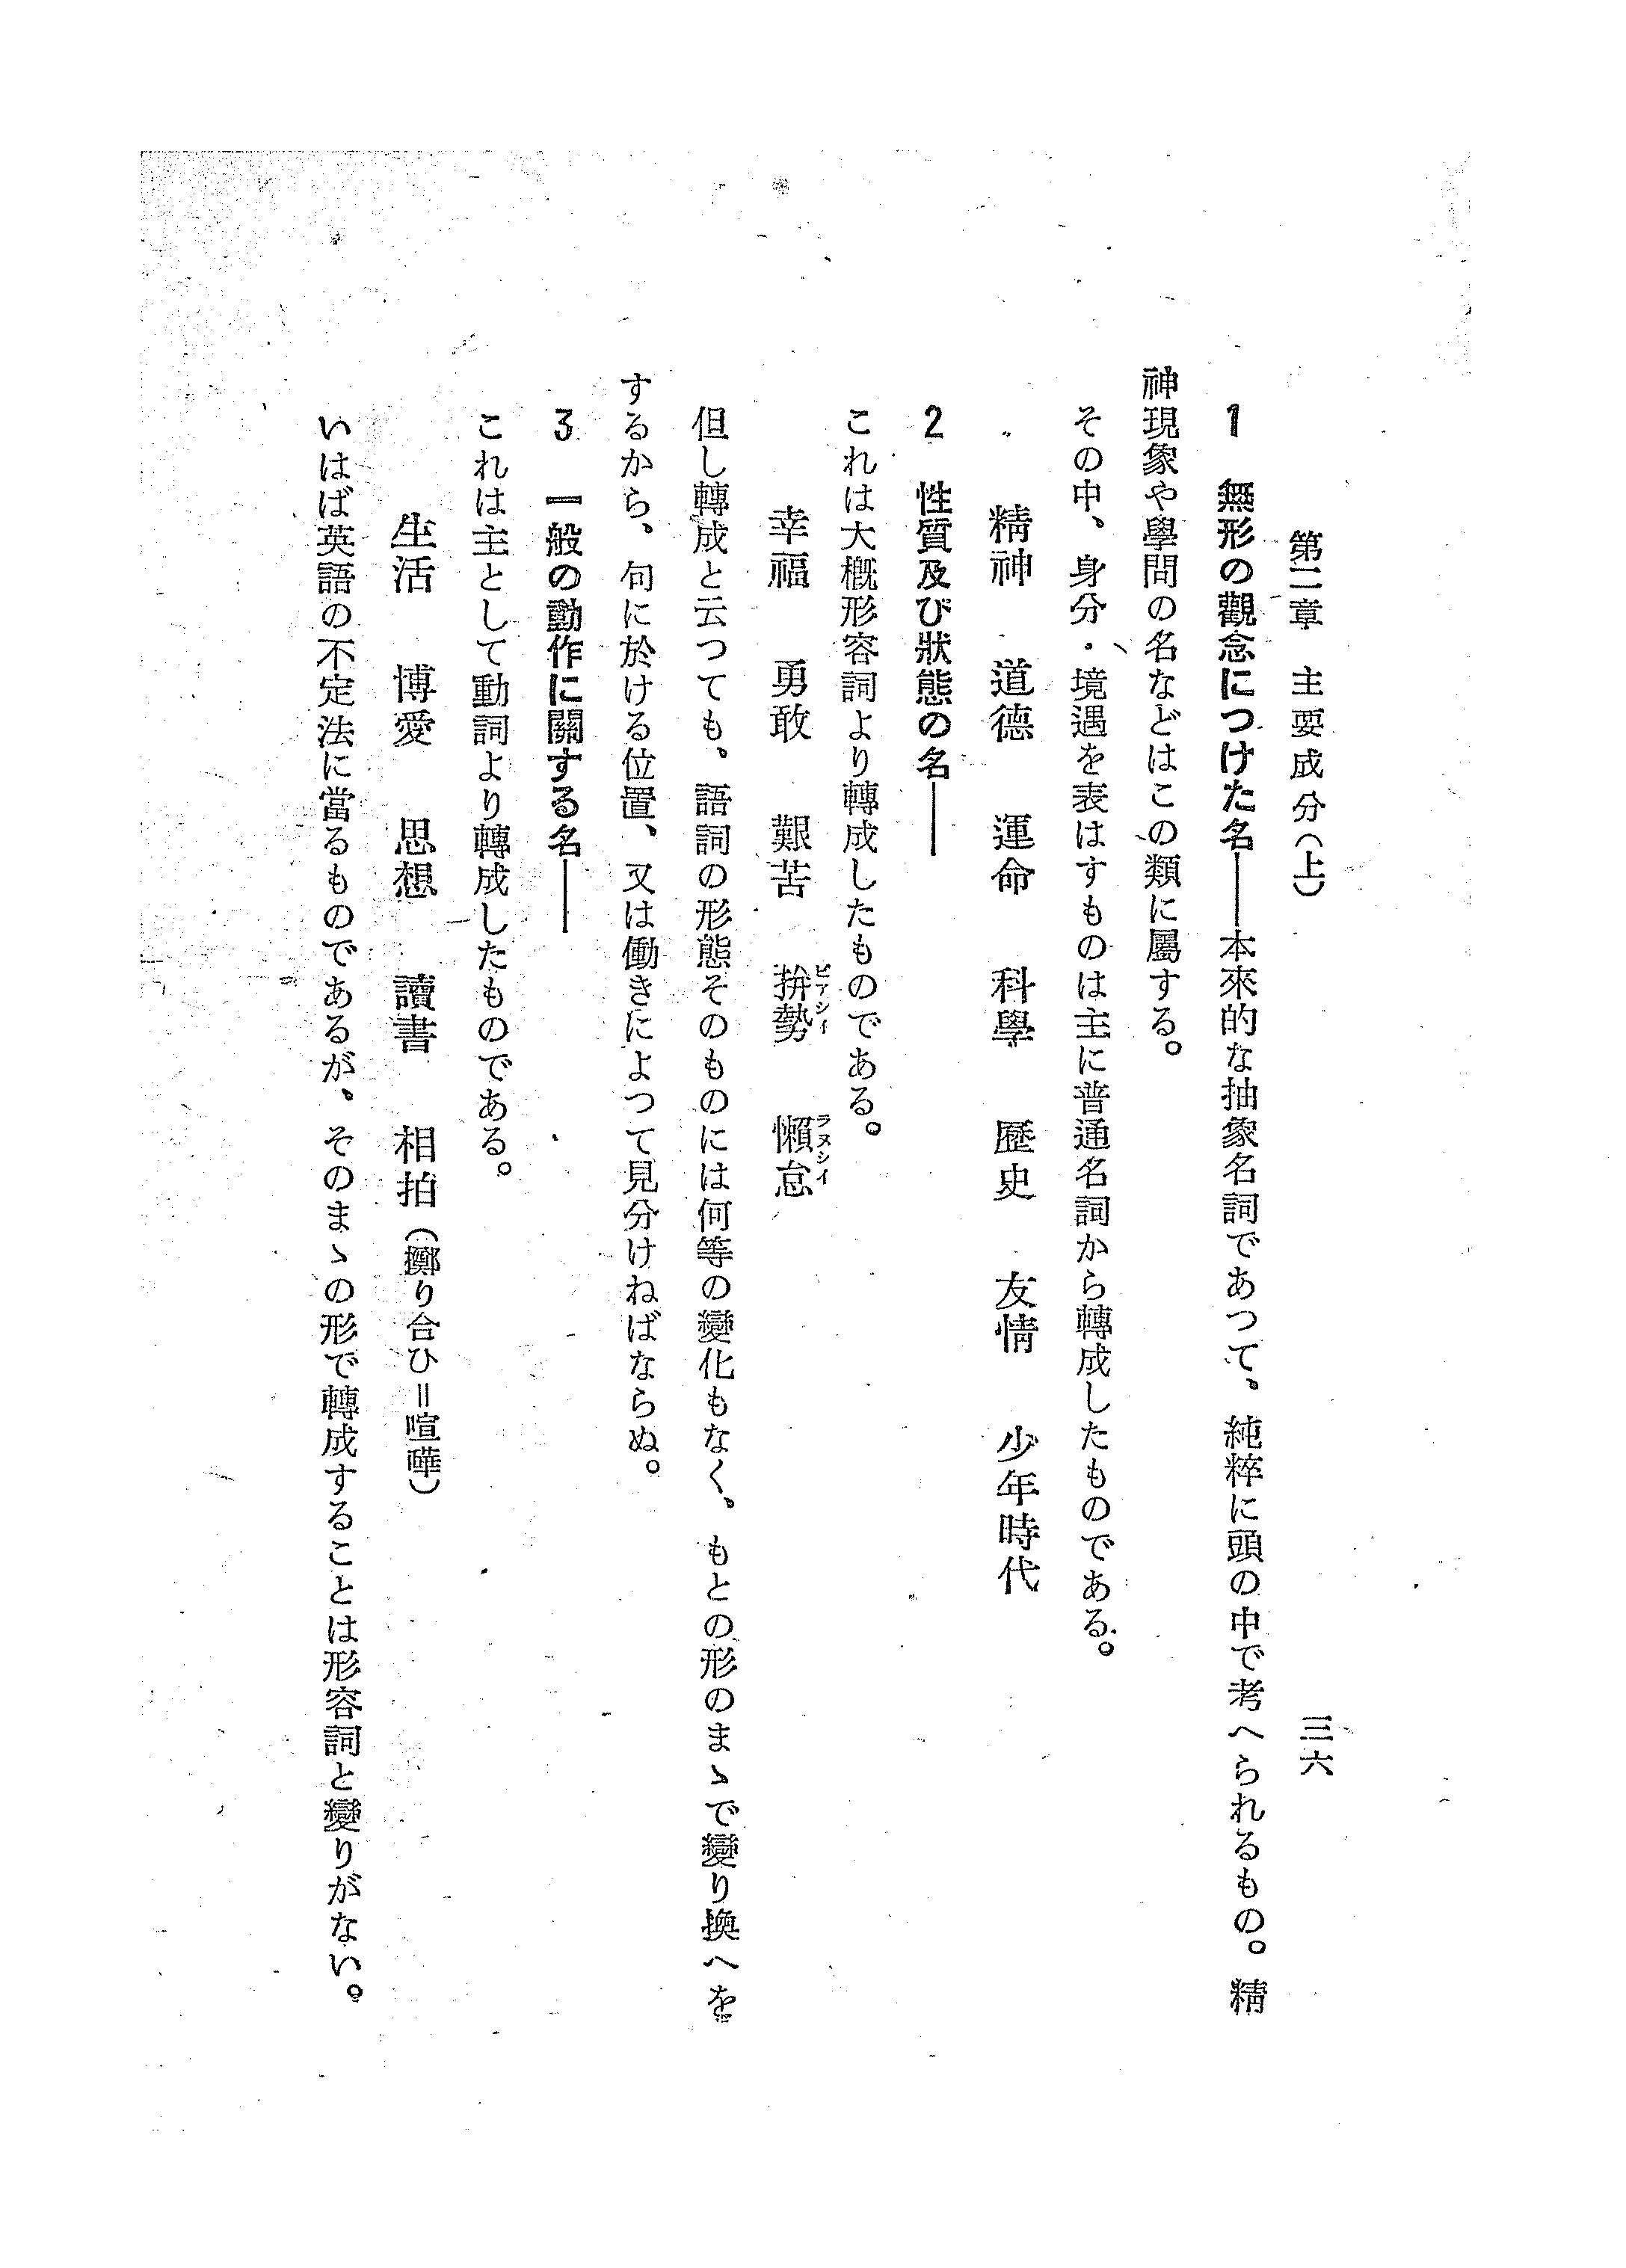 第二章　主要成分（上）
三六
1　無形の觀念につけた名――本來的な抽象名詞であつて、純粹に頭の中で考へられるもの。精
神現象や學問の名などはこの類に屬する。
その中、身分・境遇を表はすものは主に普通名詞から轉成したものである。
精神　道德　運命　科學　歷史　友情　少年時代
2　性質及び狀態の名――
これは大槪形容詞より轉成したものである。
幸福　勇敢　艱苦　拚勢　懶怠
ピァシィ　ラヌシイ
但し轉成と云つても、語詞の形態そのものには何等の變化もなく、もとの形のまゝで變り換へを
するから、句に於ける位置、又は働きによつて見分けねばならぬ。
3　一般の動作に關する名――
これは主として動詞より轉成したものである。
生活　博愛　思想　讀書　相拍（擲り合ひ＝喧嘩）
いはば英語の不定法に當るものであるが、そのまゝの形で轉成することは形容詞と變りがない。